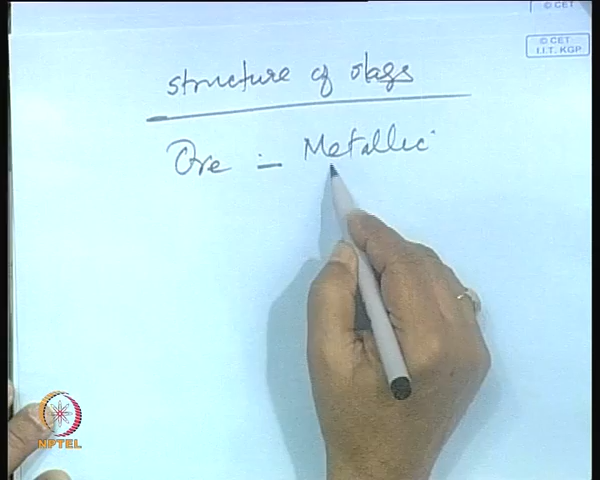 © CET
© CET
I.I.T. KGP
structure of slags
Ore - Metallic
NPTEL